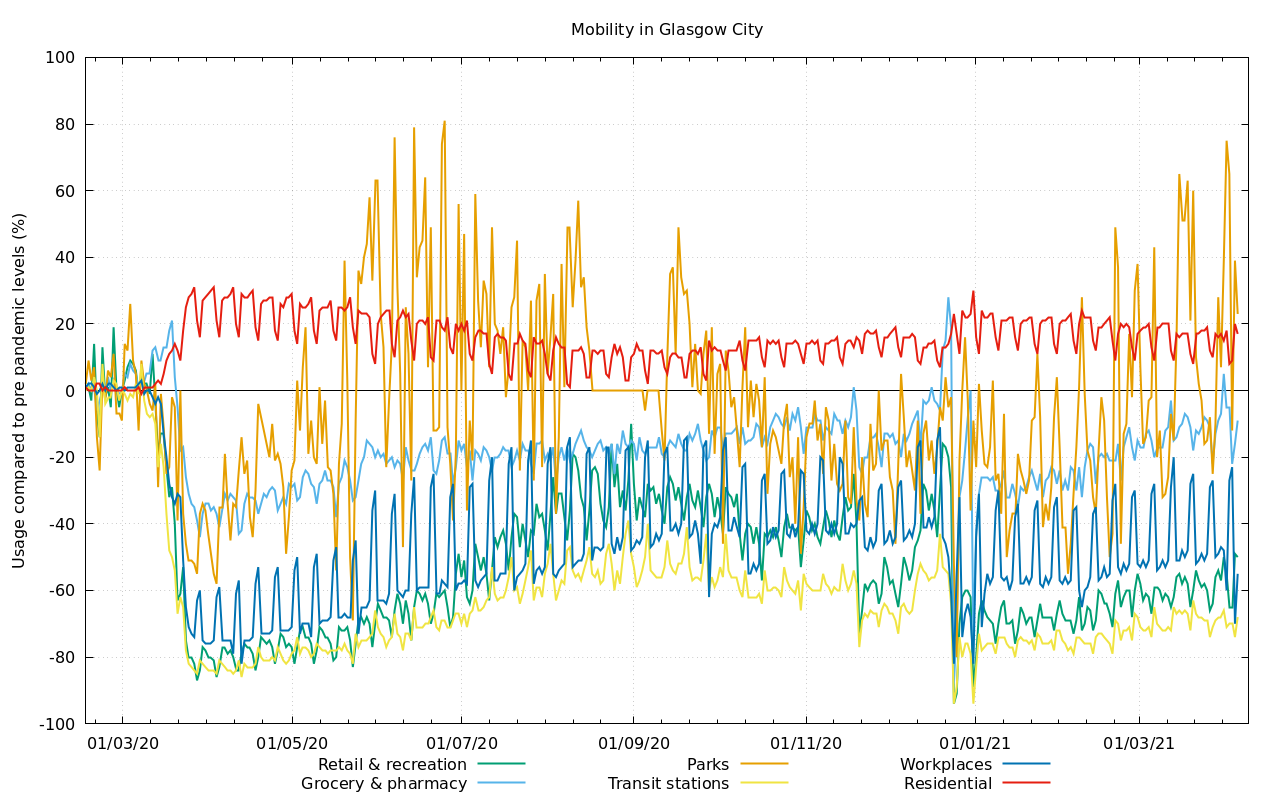 Mobility in Glasgow City
Usage compared to pre pandemic levels (%)
100
80
60
40
20
0
-20
-40
-60
-80
-100
01/03/20 01/05/20 01/07/20 01/09/20 01/11/20 01/01/21 01/03/21
Retail & recreation Parks Workplaces
Grocery & pharmacy Transit stations Residential